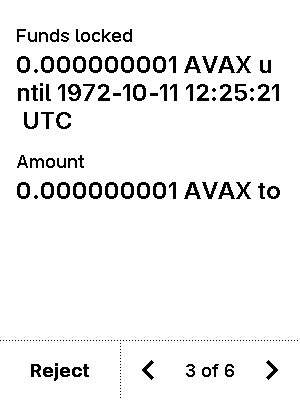 Funds locked
0.000000001 AVAX u
ntil 1972-10-11 12:25:21
UTC
Amount
0.000000001 AVAX to
Reject
3 of 6